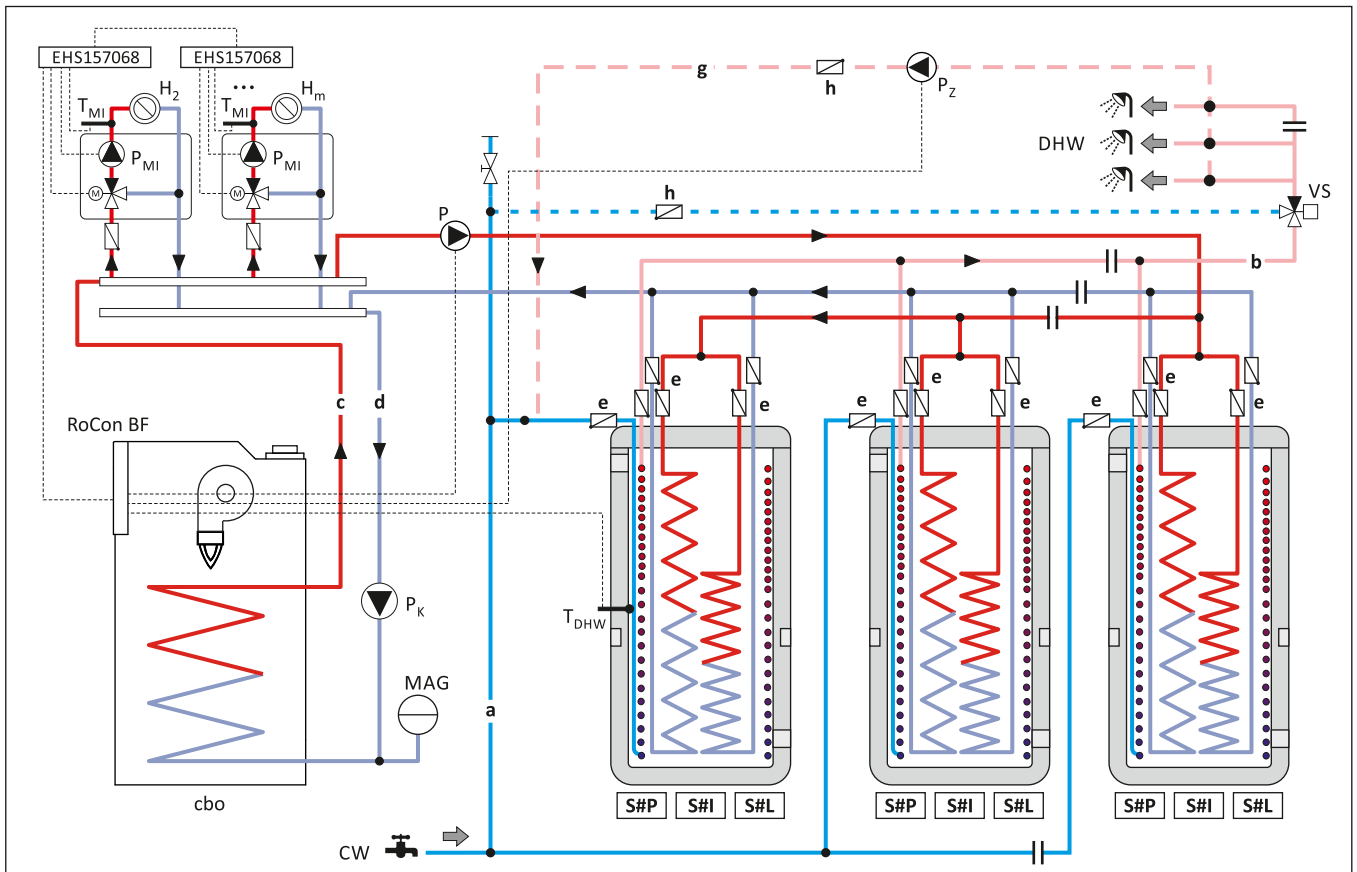 EHS157068 EHS157068
...
H2 Hm
TMI TMI
PMI PMI
M M
g h PZ
DHW
VS
h
P
b
c d
e e e e e e
e e e
RoCon BF
TDHW
PK
MAG
a
cbo
S#P S#I S#L S#P S#I S#L S#P S#I S#L
CW